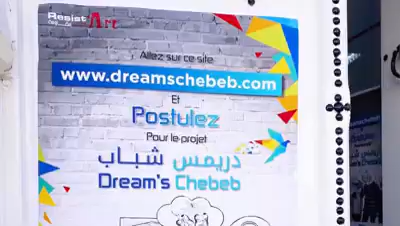 Resist Art
Allez sur ce site
www.dreamschebeb.com
Et
Postulez
Pour le projet
دريمس شباب
Dream's Chebeb